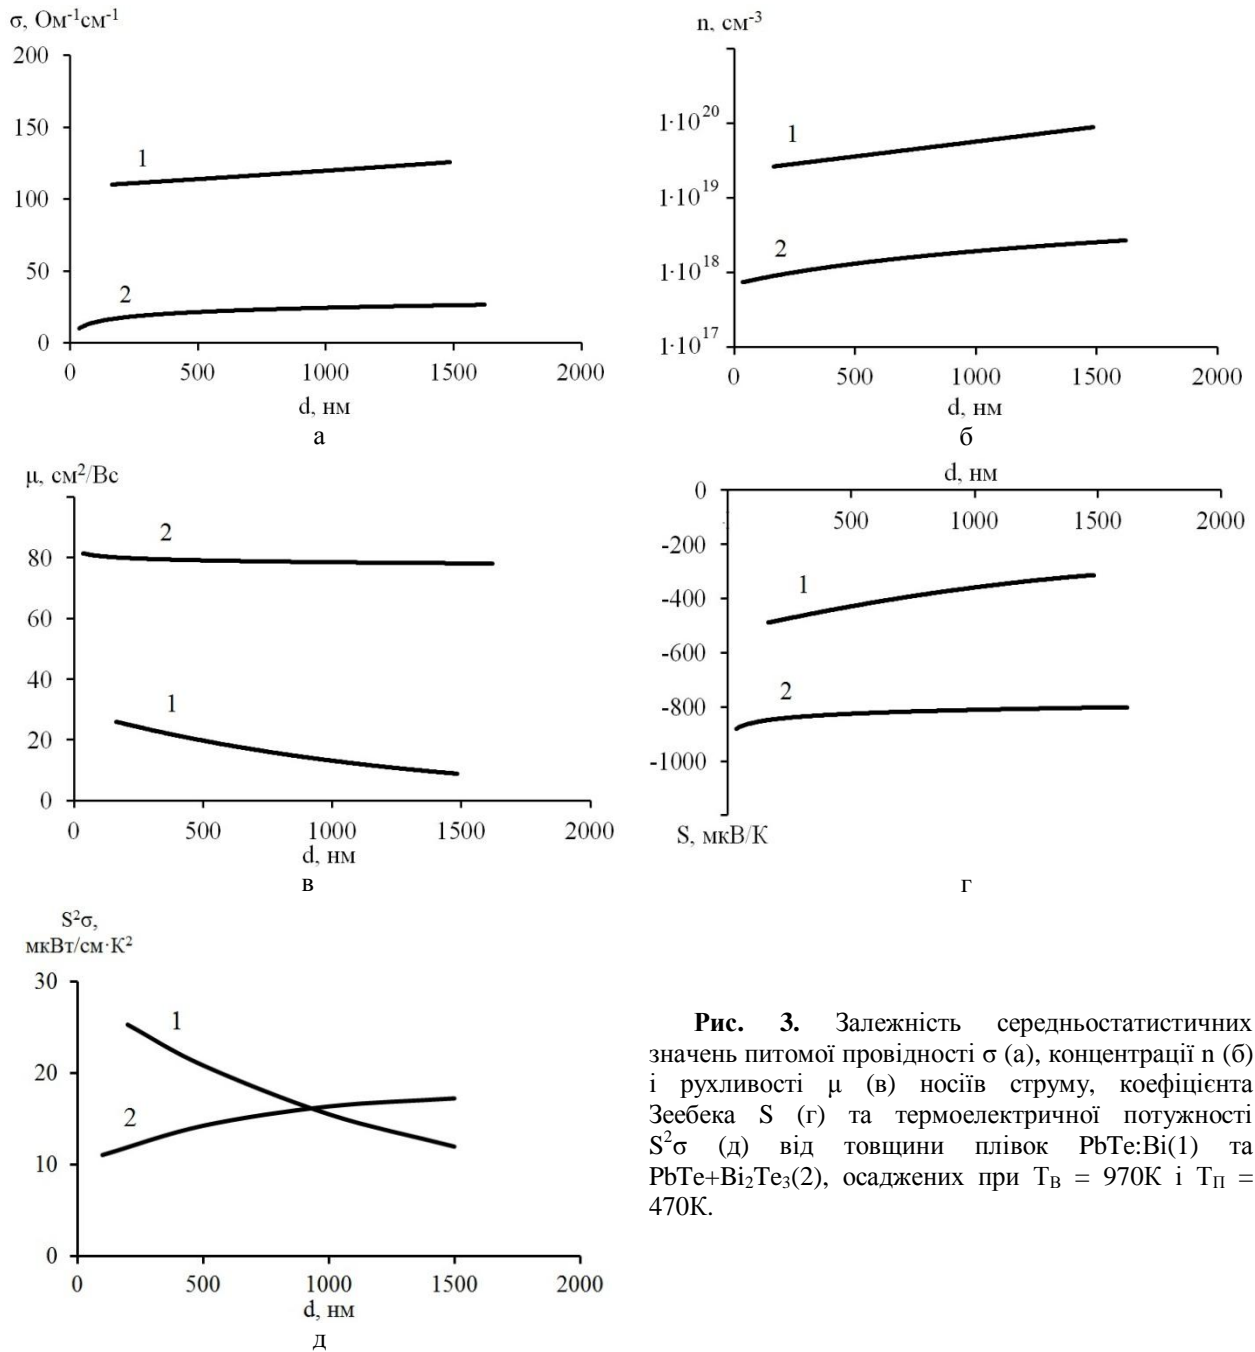 σ, Ом⁻¹см⁻¹
200
150
100
50
0
1
2
0 500 1000 1500 2000
d, нм
а
n, см⁻³
1·10²⁰
1·10¹⁹
1·10¹⁸
1·10¹⁷
1
2
0 500 1000 1500 2000
d, нм
б
μ, см²/Вс
80
60
40
20
0
2
1
0 500 1000 1500 2000
d, нм
в
d, нм
0
500 1000 1500 2000
-200
-400
-600
-800
-1000
1
2
S, мкВ/К
г
S²σ,
мкВт/см·К²
30
20
10
0
1
2
0 500 1000 1500 2000
d, нм
д
Рис. 3. Залежність середньостатистичних
значень питомої провідності σ (а), концентрації n (б)
і рухливості μ (в) носіїв струму, коефіцієнта
Зеебека S (г) та термоелектричної потужності
S²σ (д) від товщини плівок PbTe:Bi(1) та
PbTe+Bi₂Te₃(2), осаджених при T_В = 970К і T_П =
470К.